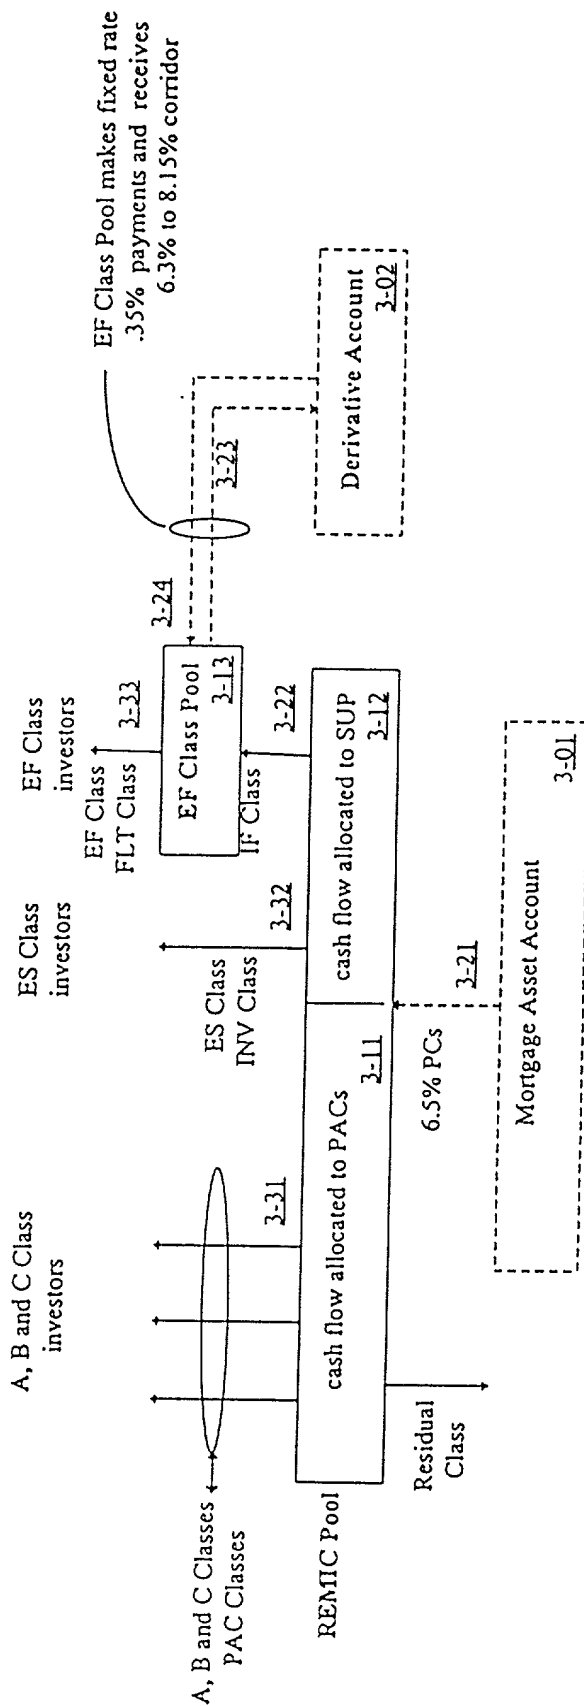 A, B and C Class
investors
ES Class
investors
EF Class
investors
EF Class Pool makes fixed rate
.35% payments and receives
6.3% to 8.15% corridor
A, B and C Classes
PAC Classes
3-31
ES Class
INV Class
3-32
EF Class
FLT Class
3-33
EF Class Pool
3-13
3-24
3-23
IF Class
3-22
REMIC Pool
cash flow allocated to PACs
3-11
cash flow allocated to SUP
3-12
Derivative Account
3-02
Residual
Class
6.5% PCs
3-21
Mortgage Asset Account
3-01